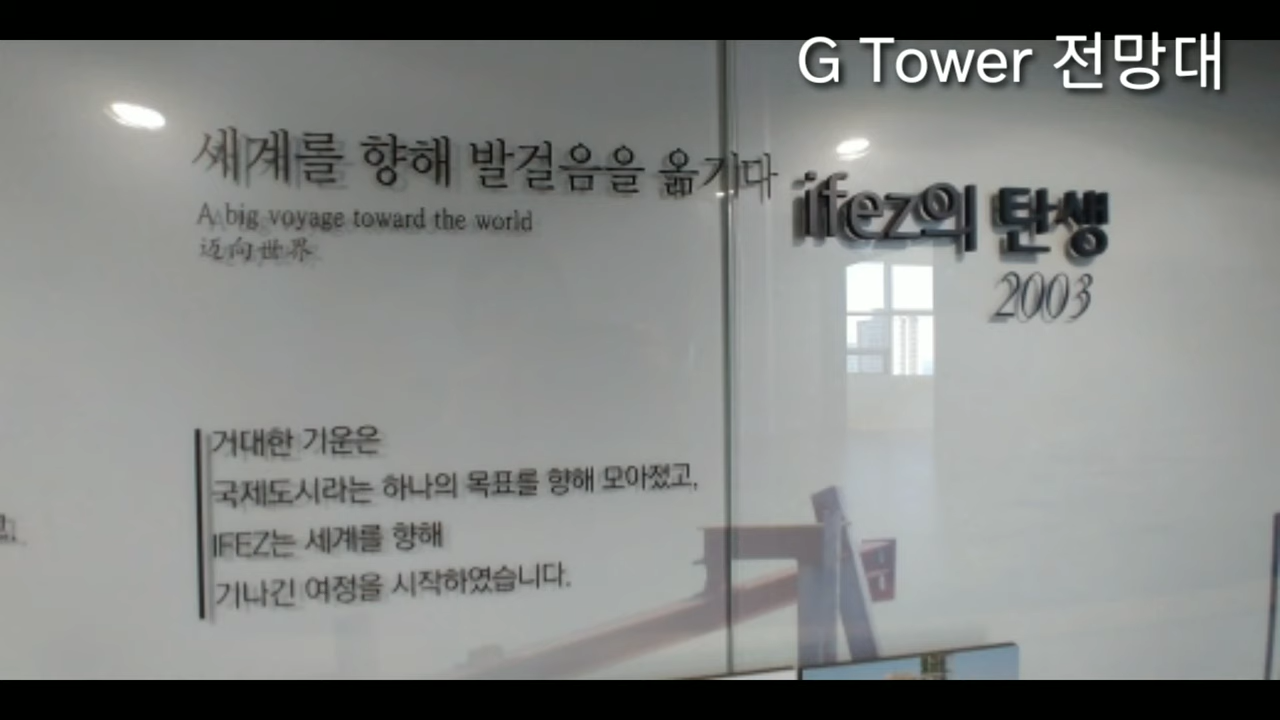 G Tower 전망대
세계를 향해 발걸음을 옮기다
A big voyage toward the world
迈向世界
ifez의 탄생
2003
거대한 기운은
국제도시라는 하나의 목표를 향해 모아졌고,
IFEZ는 세계를 향해
기나긴 여정을 시작하였습니다.